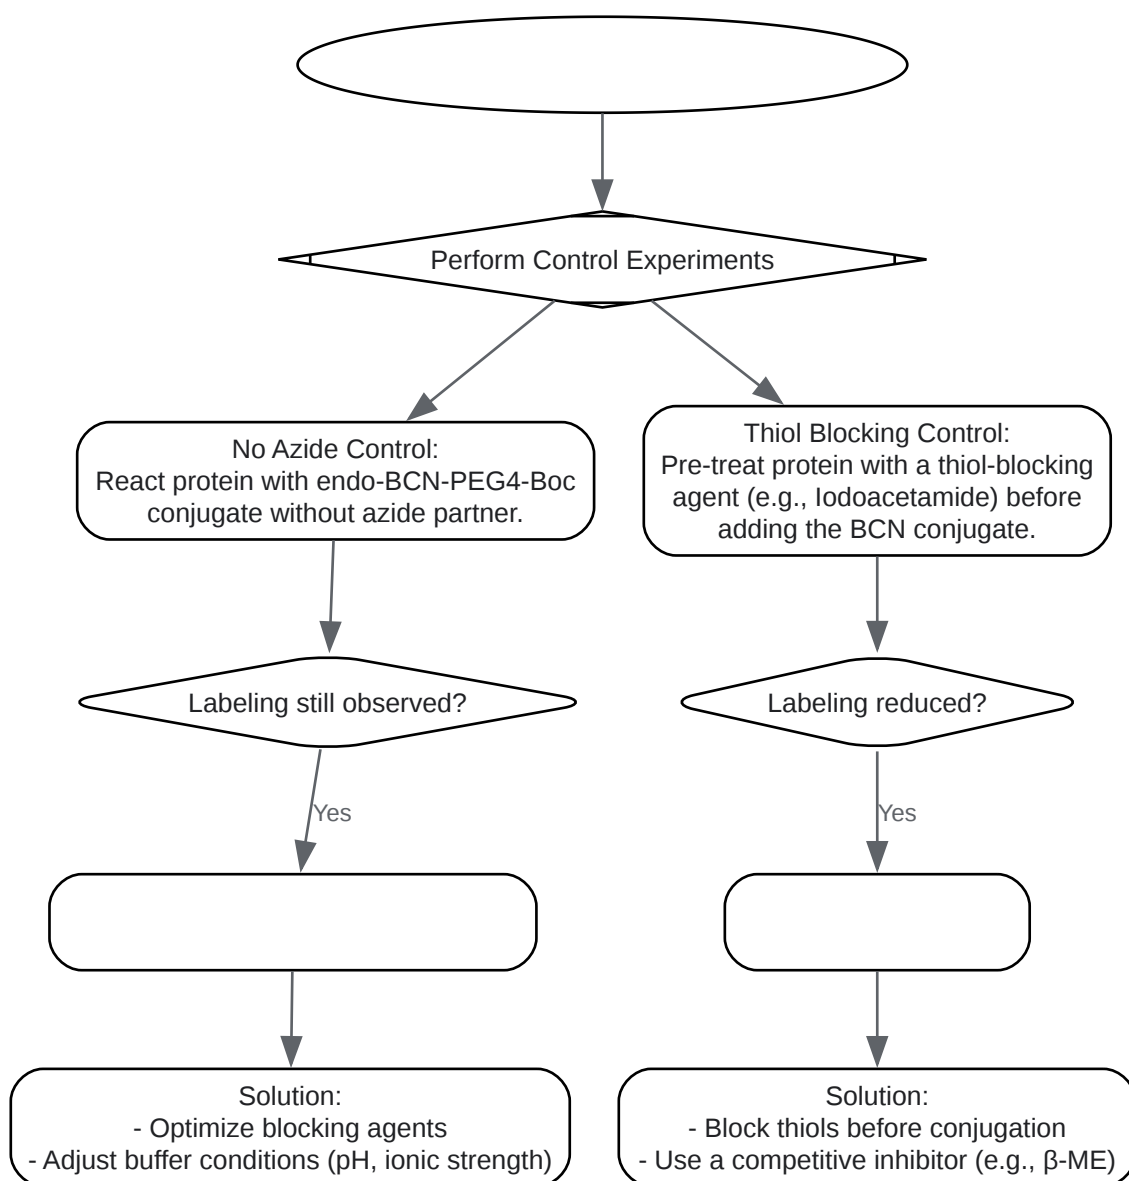 Perform Control Experiments
No Azide Control:
React protein with endo-BCN-PEG4-Boc
conjugate without azide partner.
Thiol Blocking Control:
Pre-treat protein with a thiol-blocking
agent (e.g., Iodoacetamide) before
adding the BCN conjugate.
Labeling still observed?
Labeling reduced?
Yes
Yes
Solution:
- Optimize blocking agents
- Adjust buffer conditions (pH, ionic strength)
Solution:
- Block thiols before conjugation
- Use a competitive inhibitor (e.g., β-ME)